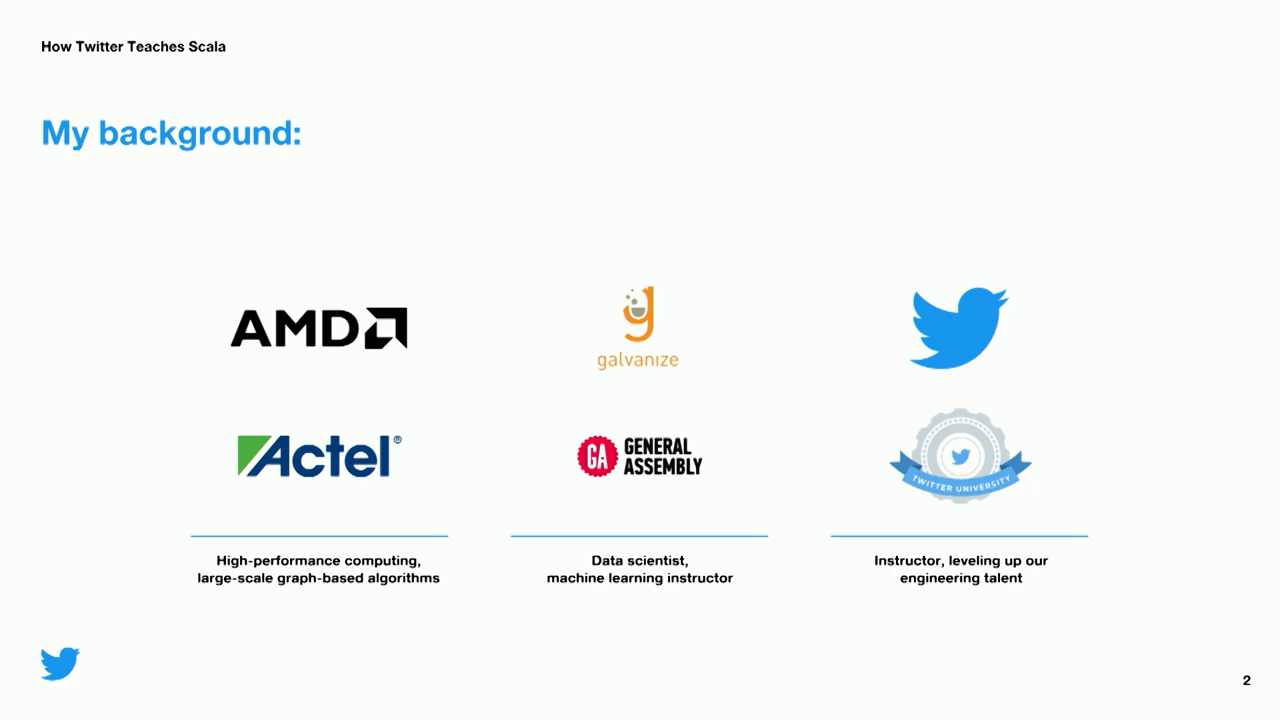 How Twitter Teaches Scala
My background:
AMD
galvanize
Actel®
GA GENERAL
ASSEMBLY
TWITTER UNIVERSITY
High-performance computing,
large-scale graph-based algorithms
Data scientist,
machine learning instructor
Instructor, leveling up our
engineering talent
2